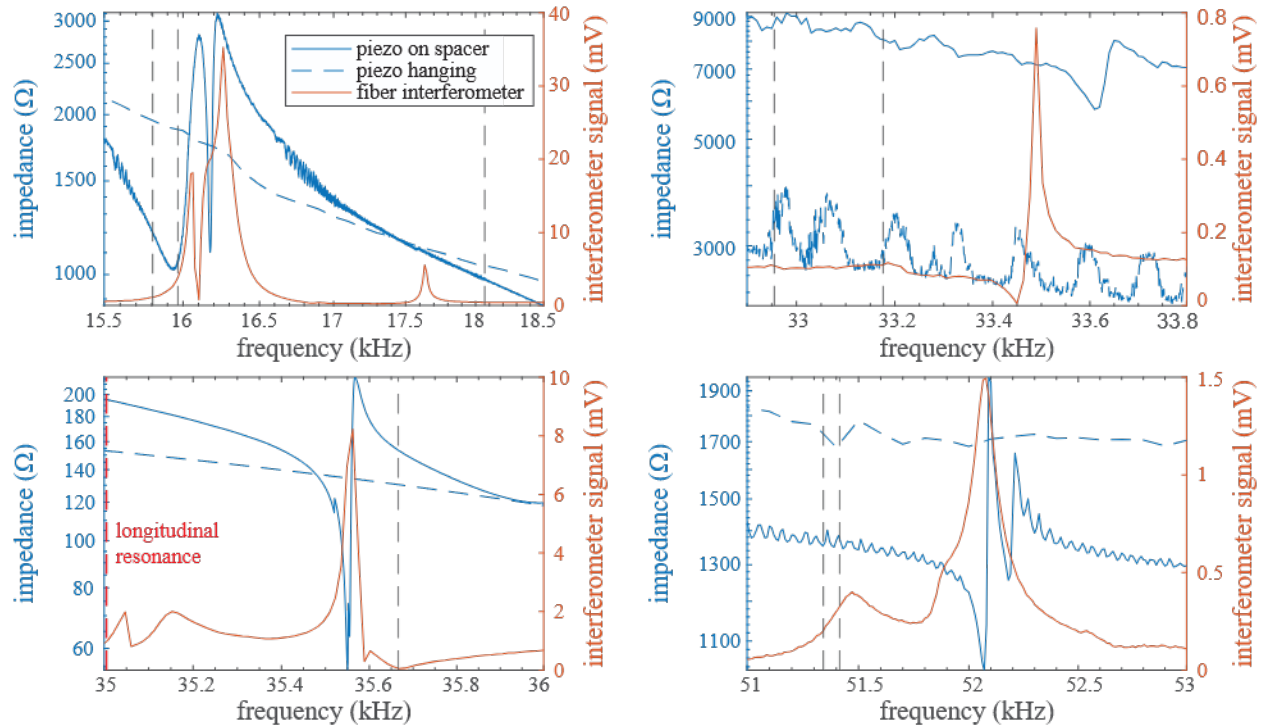 3000
2500
2000
1500
1000
impedance (Ω)
40
30
20
10
0
interferometer signal (mV)
piezo on spacer
piezo hanging
fiber interferometer
15.5 16 16.5 17 17.5 18 18.5
frequency (kHz)
9000
7000
5000
3000
impedance (Ω)
0.8
0.6
0.4
0.2
0
interferometer signal (mV)
33 33.2 33.4 33.6 33.8
frequency (kHz)
200
180
160
140
120
100
80
60
impedance (Ω)
10
8
6
4
2
0
interferometer signal (mV)
longitudinal
resonance
35 35.2 35.4 35.6 35.8 36
frequency (kHz)
1900
1700
1500
1300
1100
impedance (Ω)
1.5
1
0.5
0
interferometer signal (mV)
51 51.5 52 52.5 53
frequency (kHz)